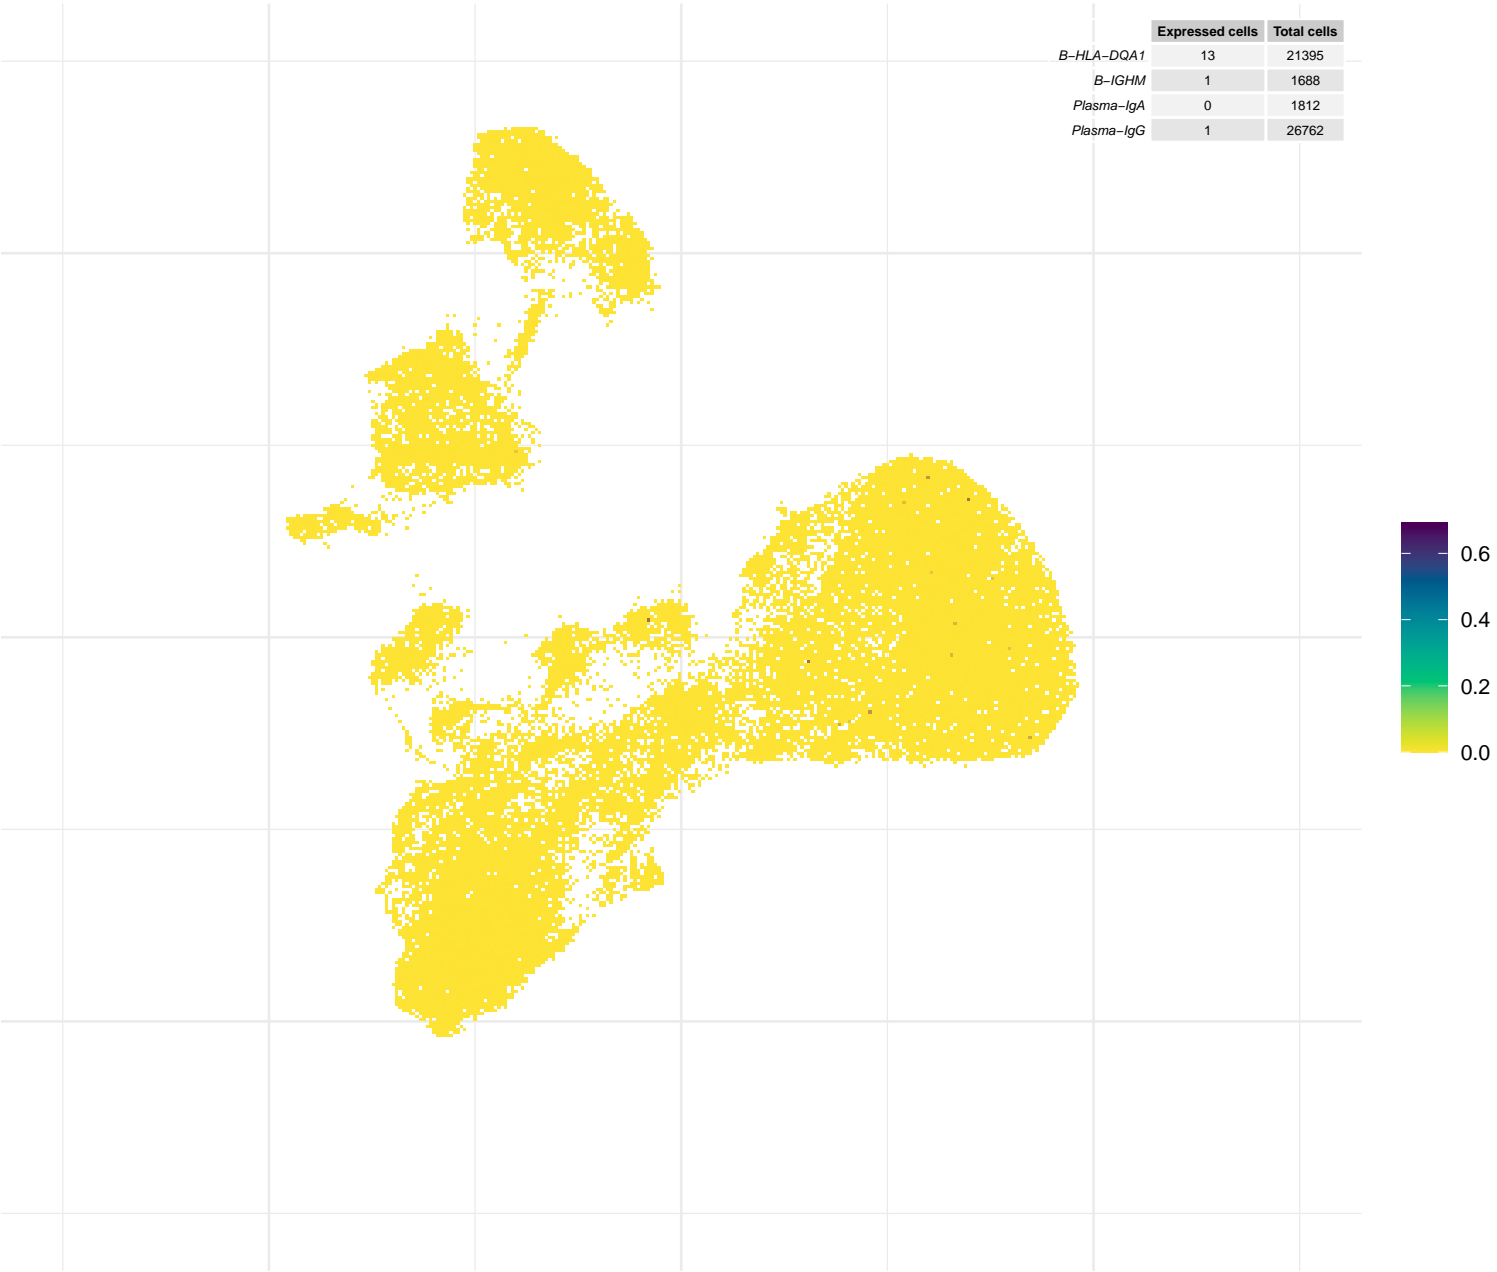 Expressed cells Total cells
B−HLA−DQA1 13 21395
B−IGHM 1 1688
Plasma−IgA 0 1812
Plasma−IgG 1 26762
0.6
0.4
0.2
0.0